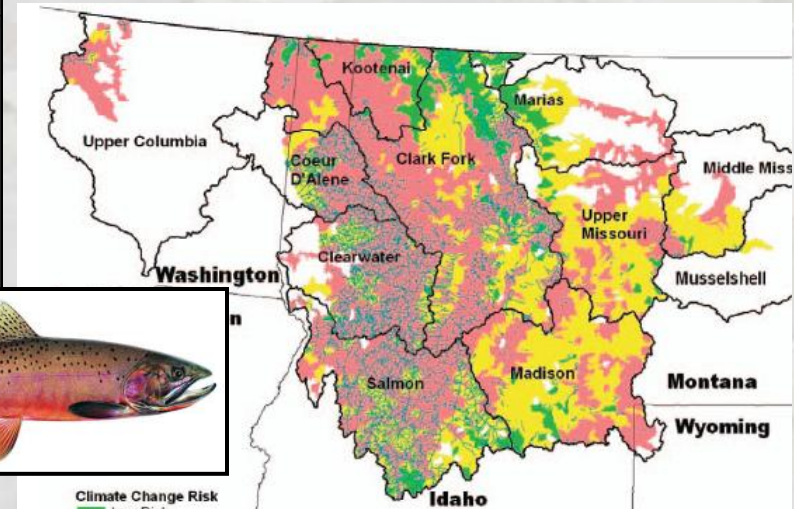 Kootenai
Marias
Upper Columbia
Coeur
D'Alene
Clark Fork
Middle Miss
Upper
Missouri
Clearwater
Washington
Musselshell
n
Salmon
Madison
Montana
Wyoming
Climate Change Risk
Idaho